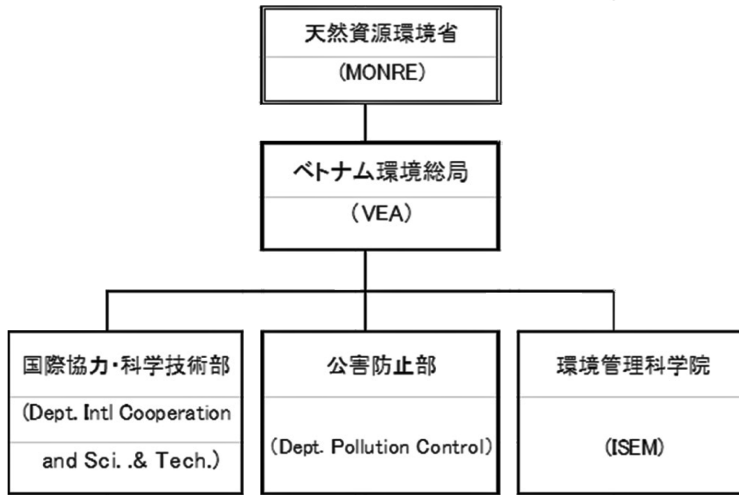 天然資源環境省
(MONRE)
ベトナム環境総局
(VEA)
国際協力・科学技術部
(Dept. Intl Cooperation
and Sci. .& Tech.)
公害防止部
(Dept. Pollution Control)
環境管理科学院
(ISEM)